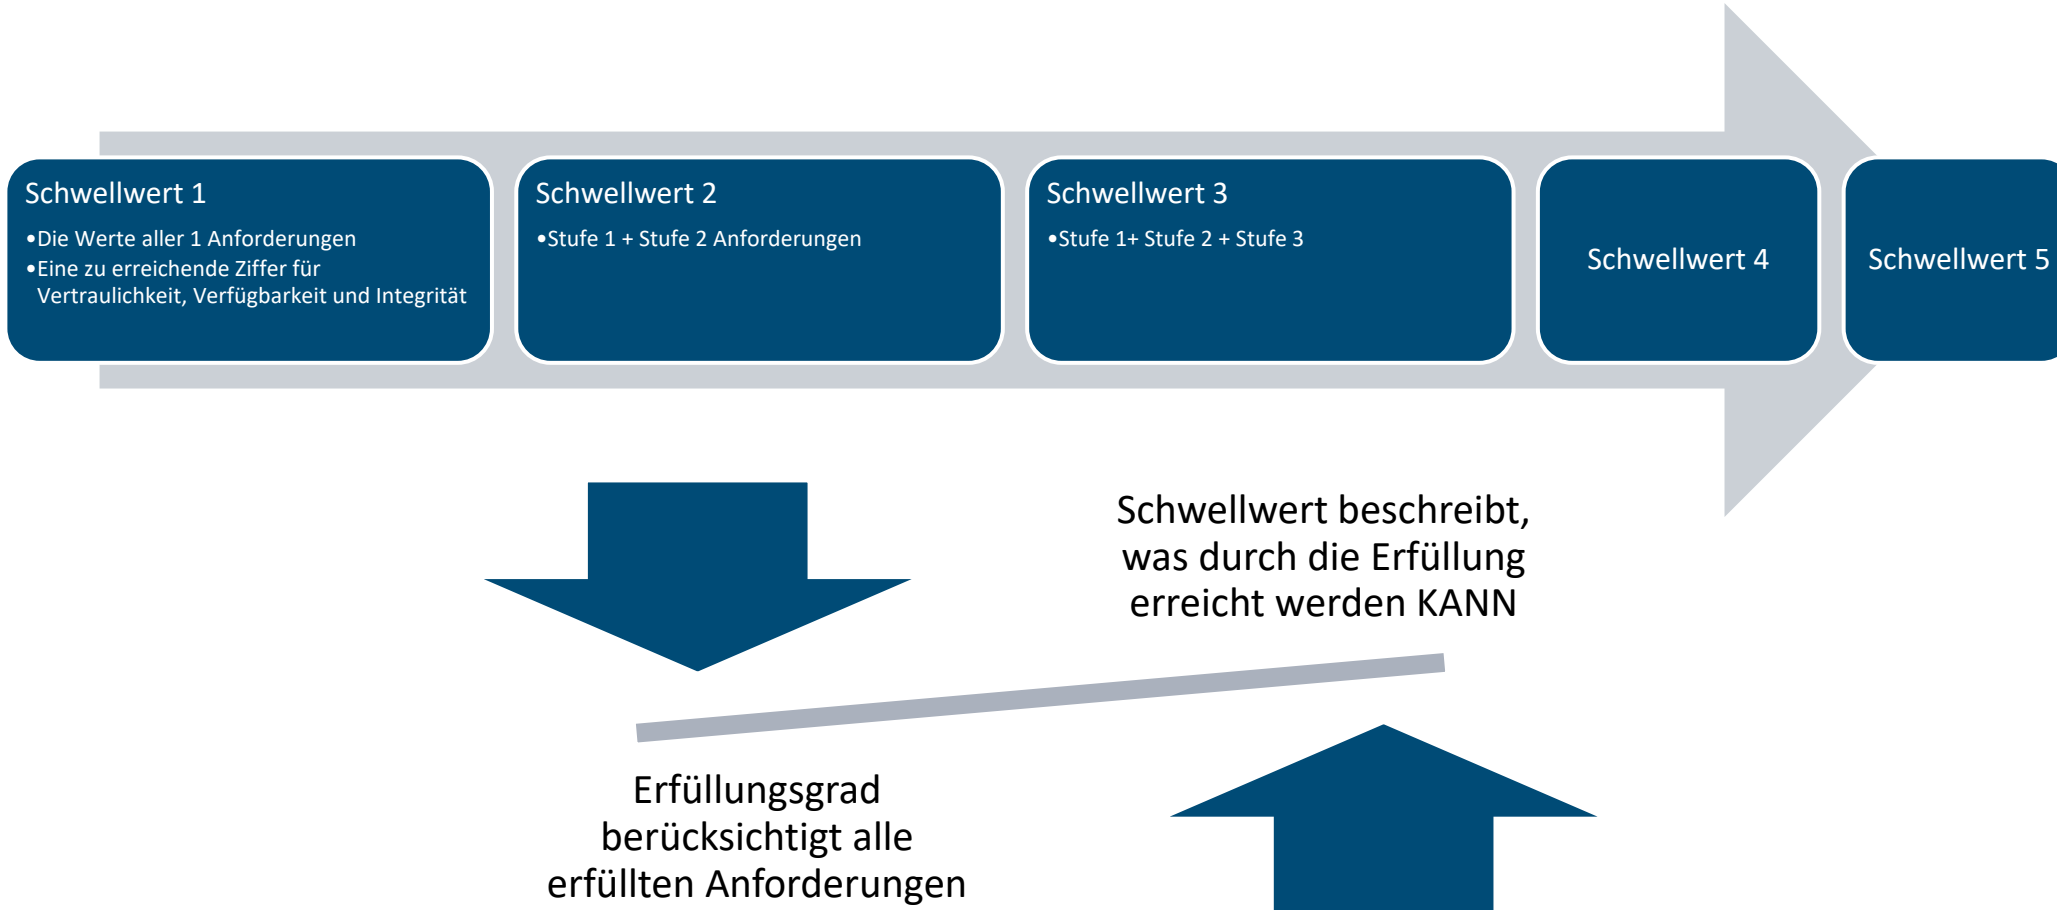 Schwellwert 1
•Die Werte aller 1 Anforderungen
•Eine zu erreichende Ziffer für
Vertraulichkeit, Verfügbarkeit und Integrität
Schwellwert 2
•Stufe 1 + Stufe 2 Anforderungen
Schwellwert 3
•Stufe 1+ Stufe 2 + Stufe 3
Schwellwert 4
Schwellwert 5
Schwellwert beschreibt,
was durch die Erfüllung
erreicht werden KANN
Erfüllungsgrad
berücksichtigt alle
erfüllten Anforderungen